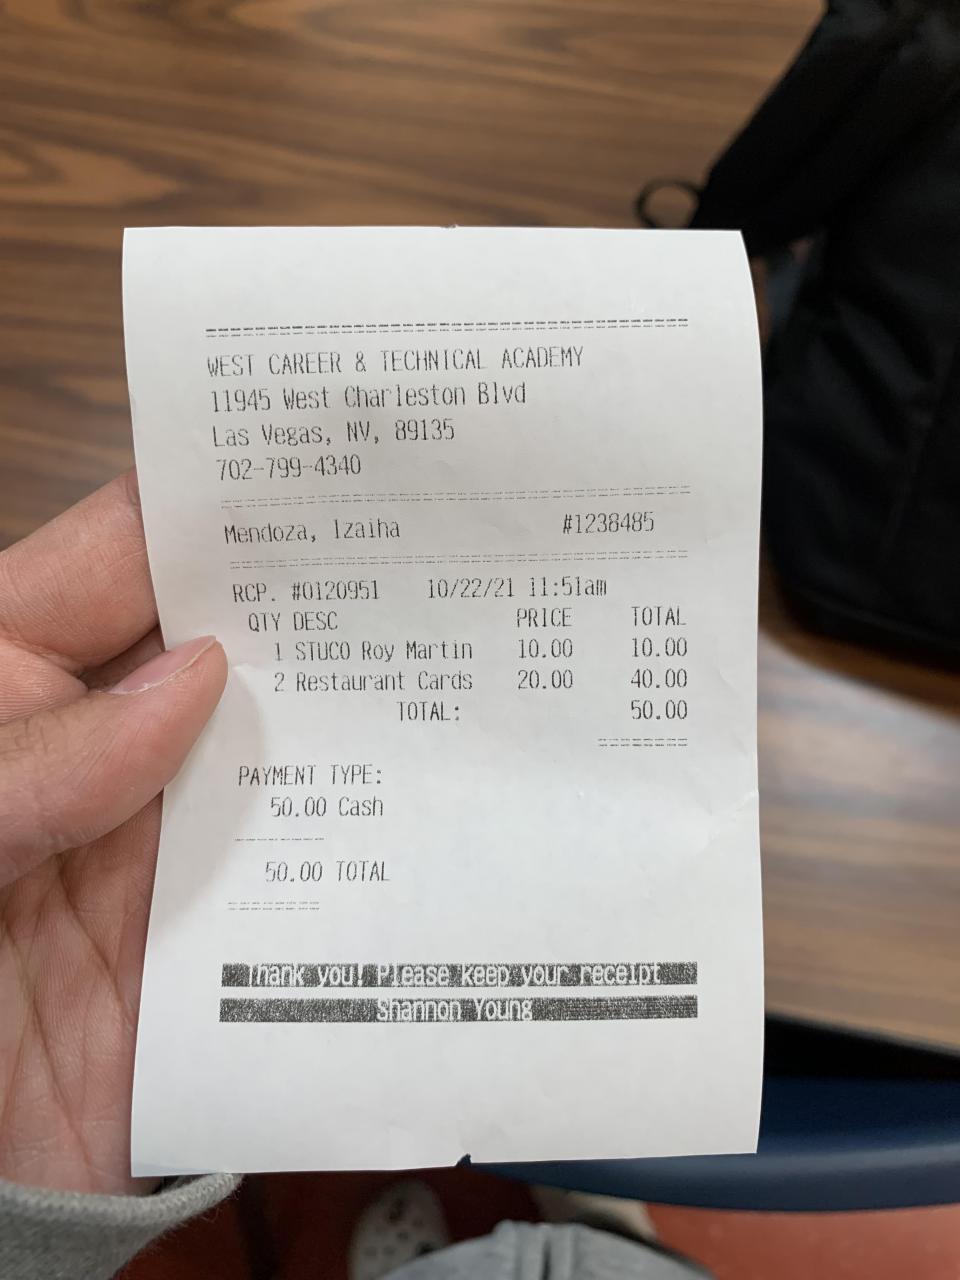 WEST CAREER & TECHNICAL ACADEMY
11945 West Charleston Blvd
Las Vegas, NV, 89135
702-799-4340
Mendoza, Izaiha #1238485
RCP. #0120951 10/22/21 11:51am
QTY DESC PRICE TOTAL
1 STUCO Roy Martin 10.00 10.00
2 Restaurant Cards 20.00 40.00
TOTAL: 50.00
PAYMENT TYPE:
50.00 Cash
50.00 TOTAL
Thank you! Please keep your receipt
Shannon Young